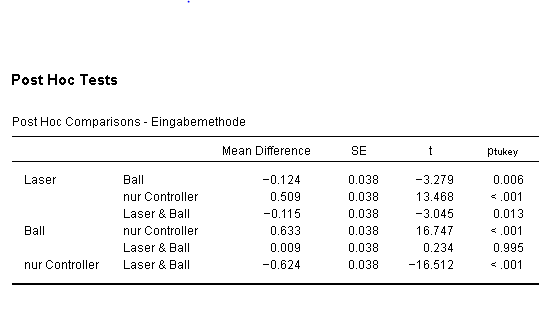 Post Hoc Tests
Post Hoc Comparisons - Eingabemethode
Mean Difference SE t ptukey
Laser Ball −0.124 0.038 −3.279 0.006
nur Controller 0.509 0.038 13.468 < .001
Laser & Ball −0.115 0.038 −3.045 0.013
Ball nur Controller 0.633 0.038 16.747 < .001
Laser & Ball 0.009 0.038 0.234 0.995
nur Controller Laser & Ball −0.624 0.038 −16.512 < .001